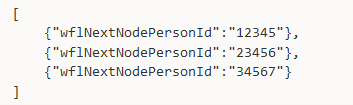 [
    {"wflNextNodePersonId":"12345"},
    {"wflNextNodePersonId":"23456"},
    {"wflNextNodePersonId":"34567"}
]